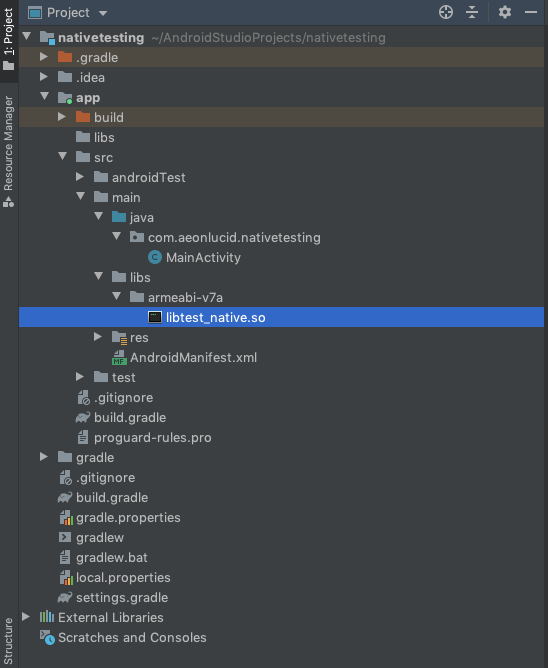 Project
nativetesting ~/AndroidStudioProjects/nativetesting
.gradle
.idea
app
build
libs
src
androidTest
main
java
com.aeonlucid.nativetesting
C MainActivity
libs
armeabi-v7a
libtest_native.so
res
MF AndroidManifest.xml
test
.gitignore
build.gradle
proguard-rules.pro
gradle
.gitignore
build.gradle
gradle.properties
gradlew
gradlew.bat
local.properties
settings.gradle
External Libraries
Scratches and Consoles
1: Project
Resource Manager
Structure